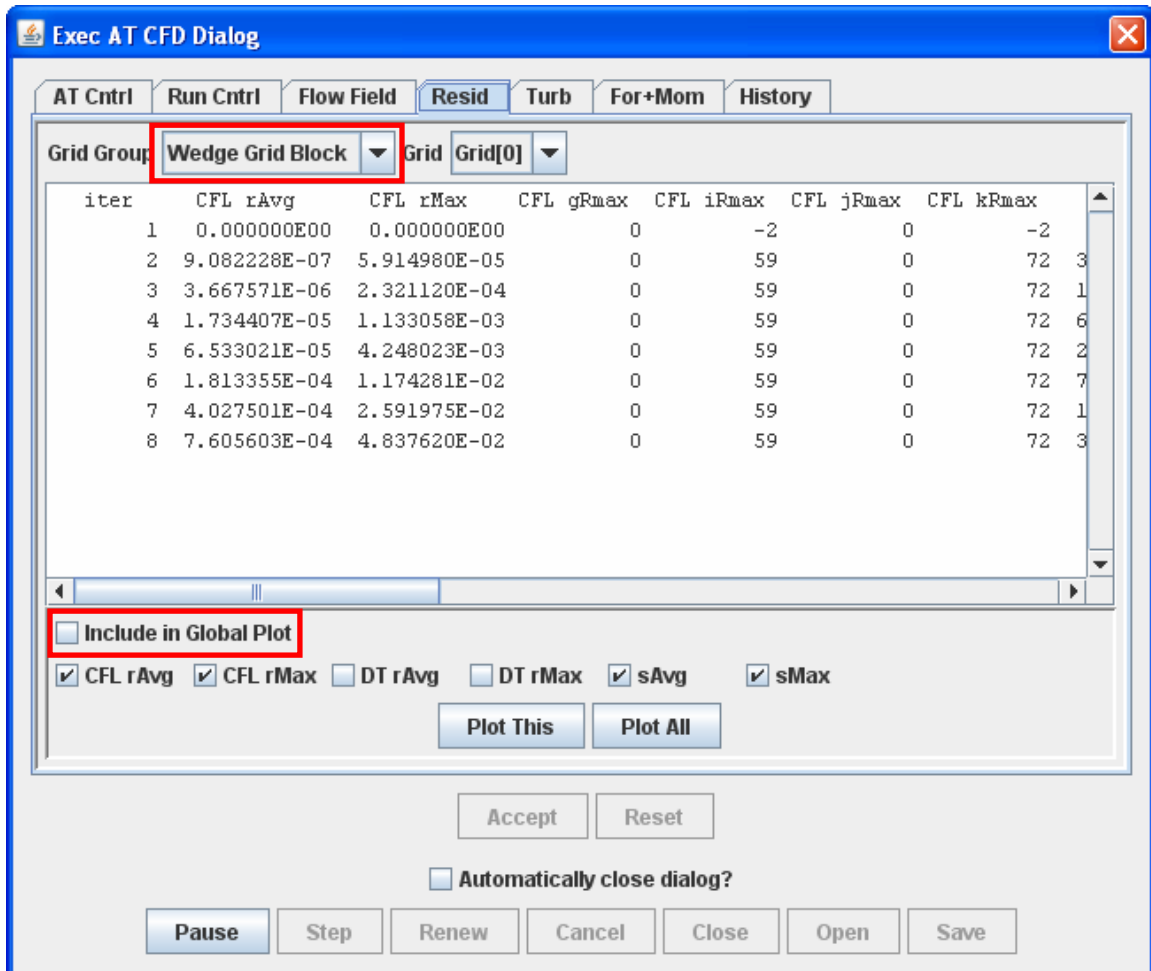 Exec AT CFD Dialog
AT Cntrl Run Cntrl Flow Field Resid Turb For+Mom History
Grid Group Wedge Grid Block Grid Grid[0]
iter CFL rAvg CFL rMax CFL gRmax CFL iRmax CFL jRmax CFL kRmax
1 0.000000E00 0.000000E00 0 -2 0 -2
2 9.082228E-07 5.914980E-05 0 59 0 72 3
3 3.667571E-06 2.321120E-04 0 59 0 72 1
4 1.734407E-05 1.133058E-03 0 59 0 72 6
5 6.533021E-05 4.248023E-03 0 59 0 72 2
6 1.813355E-04 1.174281E-02 0 59 0 72 7
7 4.027501E-04 2.591975E-02 0 59 0 72 1
8 7.605603E-04 4.837620E-02 0 59 0 72 3
Include in Global Plot
CFL rAvg CFL rMax DT rAvg DT rMax sAvg sMax
Plot This Plot All
Accept Reset
Automatically close dialog?
Pause Step Renew Cancel Close Open Save